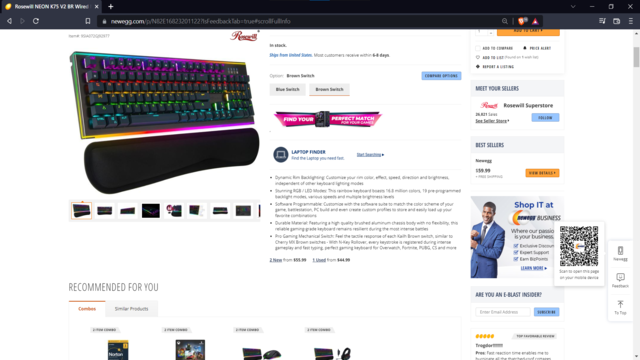 Rosewill NEON K75 V2 BR Wired
newegg.com/p/N82E16823201122?IsFeedbackTab=true#scrollFullInfo
ADD TO CART
Rosewill
In stock.
Ships from United States. Most customers receive within 6-8 days.
Option: Brown Switch
COMPARE OPTIONS
Blue Switch
Brown Switch
FIND YOUR
PERFECT MATCH
LAPTOP FINDER
Find the Laptop you need fast.
Start Searching
Dynamic Rim Backlighting: Customize your rim color, effect, speed, direction and brightness,
independent of other keyboard lighting modes
Stunning RGB / LED Modes: This rainbow keyboard boasts 16.8 million colors, 19 pre-programmed
backlight modes, various speeds and multiple brightness levels
Software Programmable: Customize with the software suite to match the color scheme of your
game, battlestation, PC build and even create custom profiles to store and easily load up your
favorite combinations
Durable Material: Featuring a high quality brushed aluminum chassis body with no flexibility, this
reliable gaming-grade keyboard remains resilient during the most intense battles
Pro Gaming Mechanical Switch: Feel the tactile response of each Kailh Brown switch, similar to
Cherry MX Brown switches - With N-Key Rollover, every keystroke is registered during intense
gameplay and fast typing, perfect gaming keyboard for Overwatch, Fortnite, PUBG, CS and more
2 New from $55.99
1 Used from $44.99
ADD TO COMPARE
PRICE ALERT
ADD TO LIST
REPORT A LISTING
MEET YOUR SELLERS
Rosewill
Rosewill Superstore
26,021 Sales
See Seller Store
FOLLOW
BEST SELLERS
Newegg
$59.99
VIEW DETAILS
Shop IT at
newegg BUSINESS
Where our passion
is your business.
Exclusive Discounts
Expert Support
Earn BizPoints
LEARN MORE
Scan to open this page
on your mobile device
Newegg
Feedback
To Top
ARE YOU AN E-BLAST INSIDER?
Enter Email Address
SUBSCRIBE
RECOMMENDED FOR YOU
Combos
Similar Products
2-ITEM COMBO
2-ITEM COMBO
2-ITEM COMBO
2-ITEM COMBO
Norton
TOP FAVORABLE REVIEW
Pros: Fast reaction time enables me to